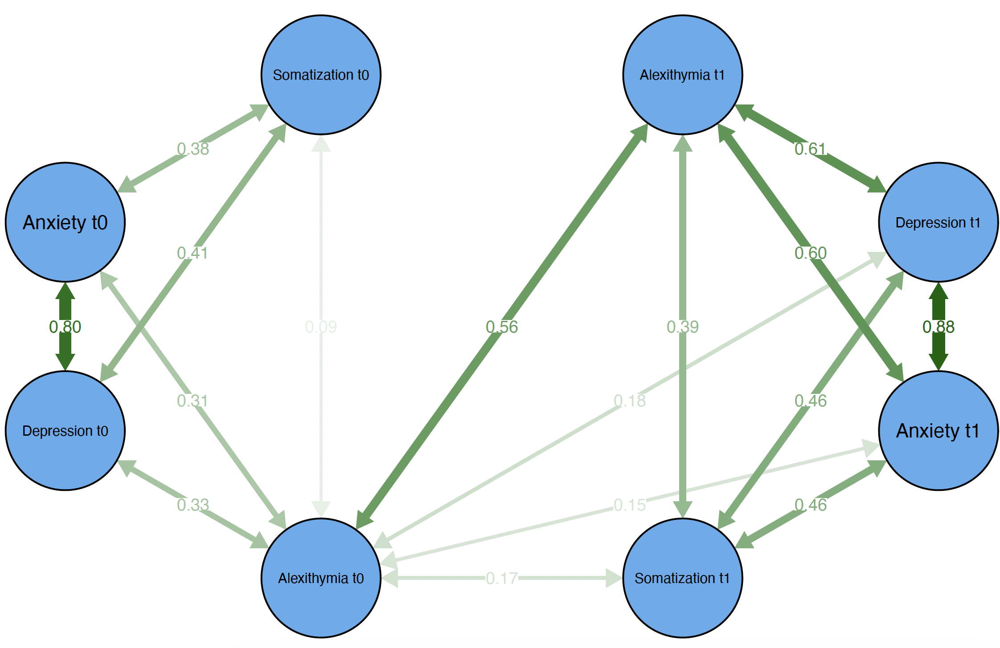 Somatization t0
Alexithymia t1
0.38
0.61
Anxiety t0
Depression t1
0.41
0.60
0.80
0.09
0.56
0.39
0.88
0.31
0.18
0.46
Depression t0
Anxiety t1
0.33
0.15
0.46
Alexithymia t0
0.17
Somatization t1